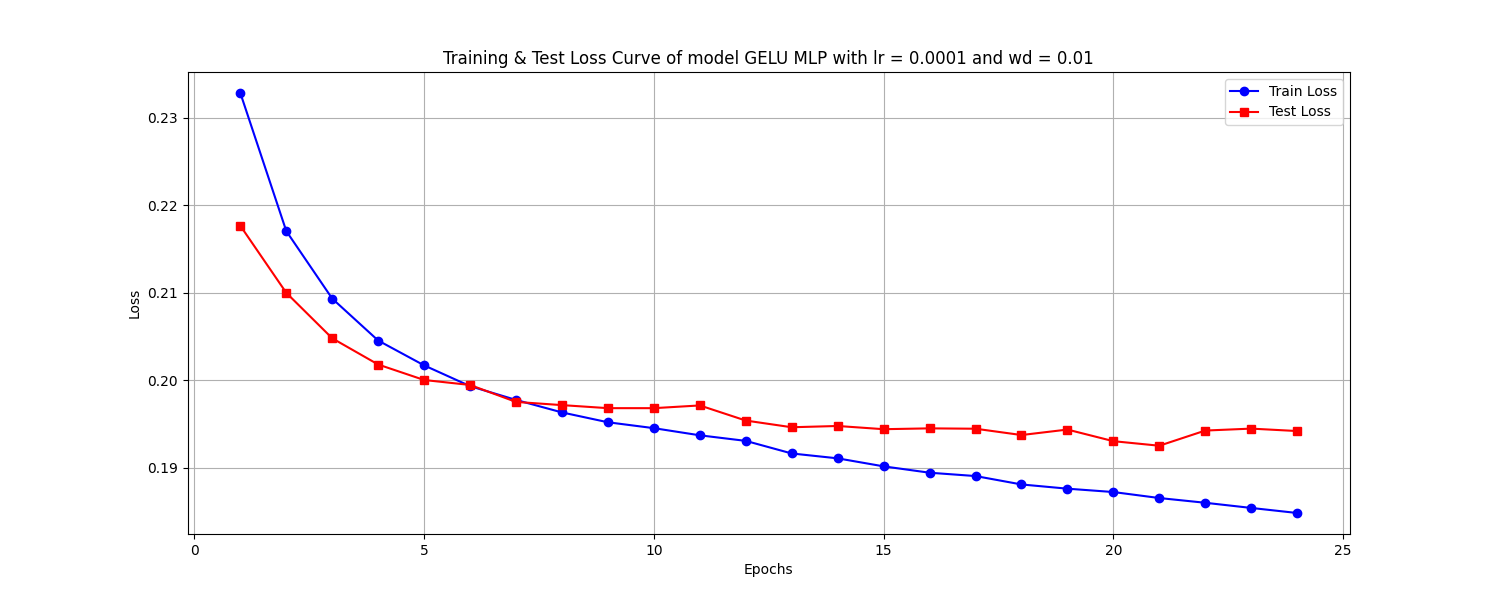 Training & Test Loss Curve of model GELU MLP with lr = 0.0001 and wd = 0.01
Train Loss
Test Loss
0.23
0.22
0.21
0.20
0.19
Loss
0 5 10 15 20 25
Epochs